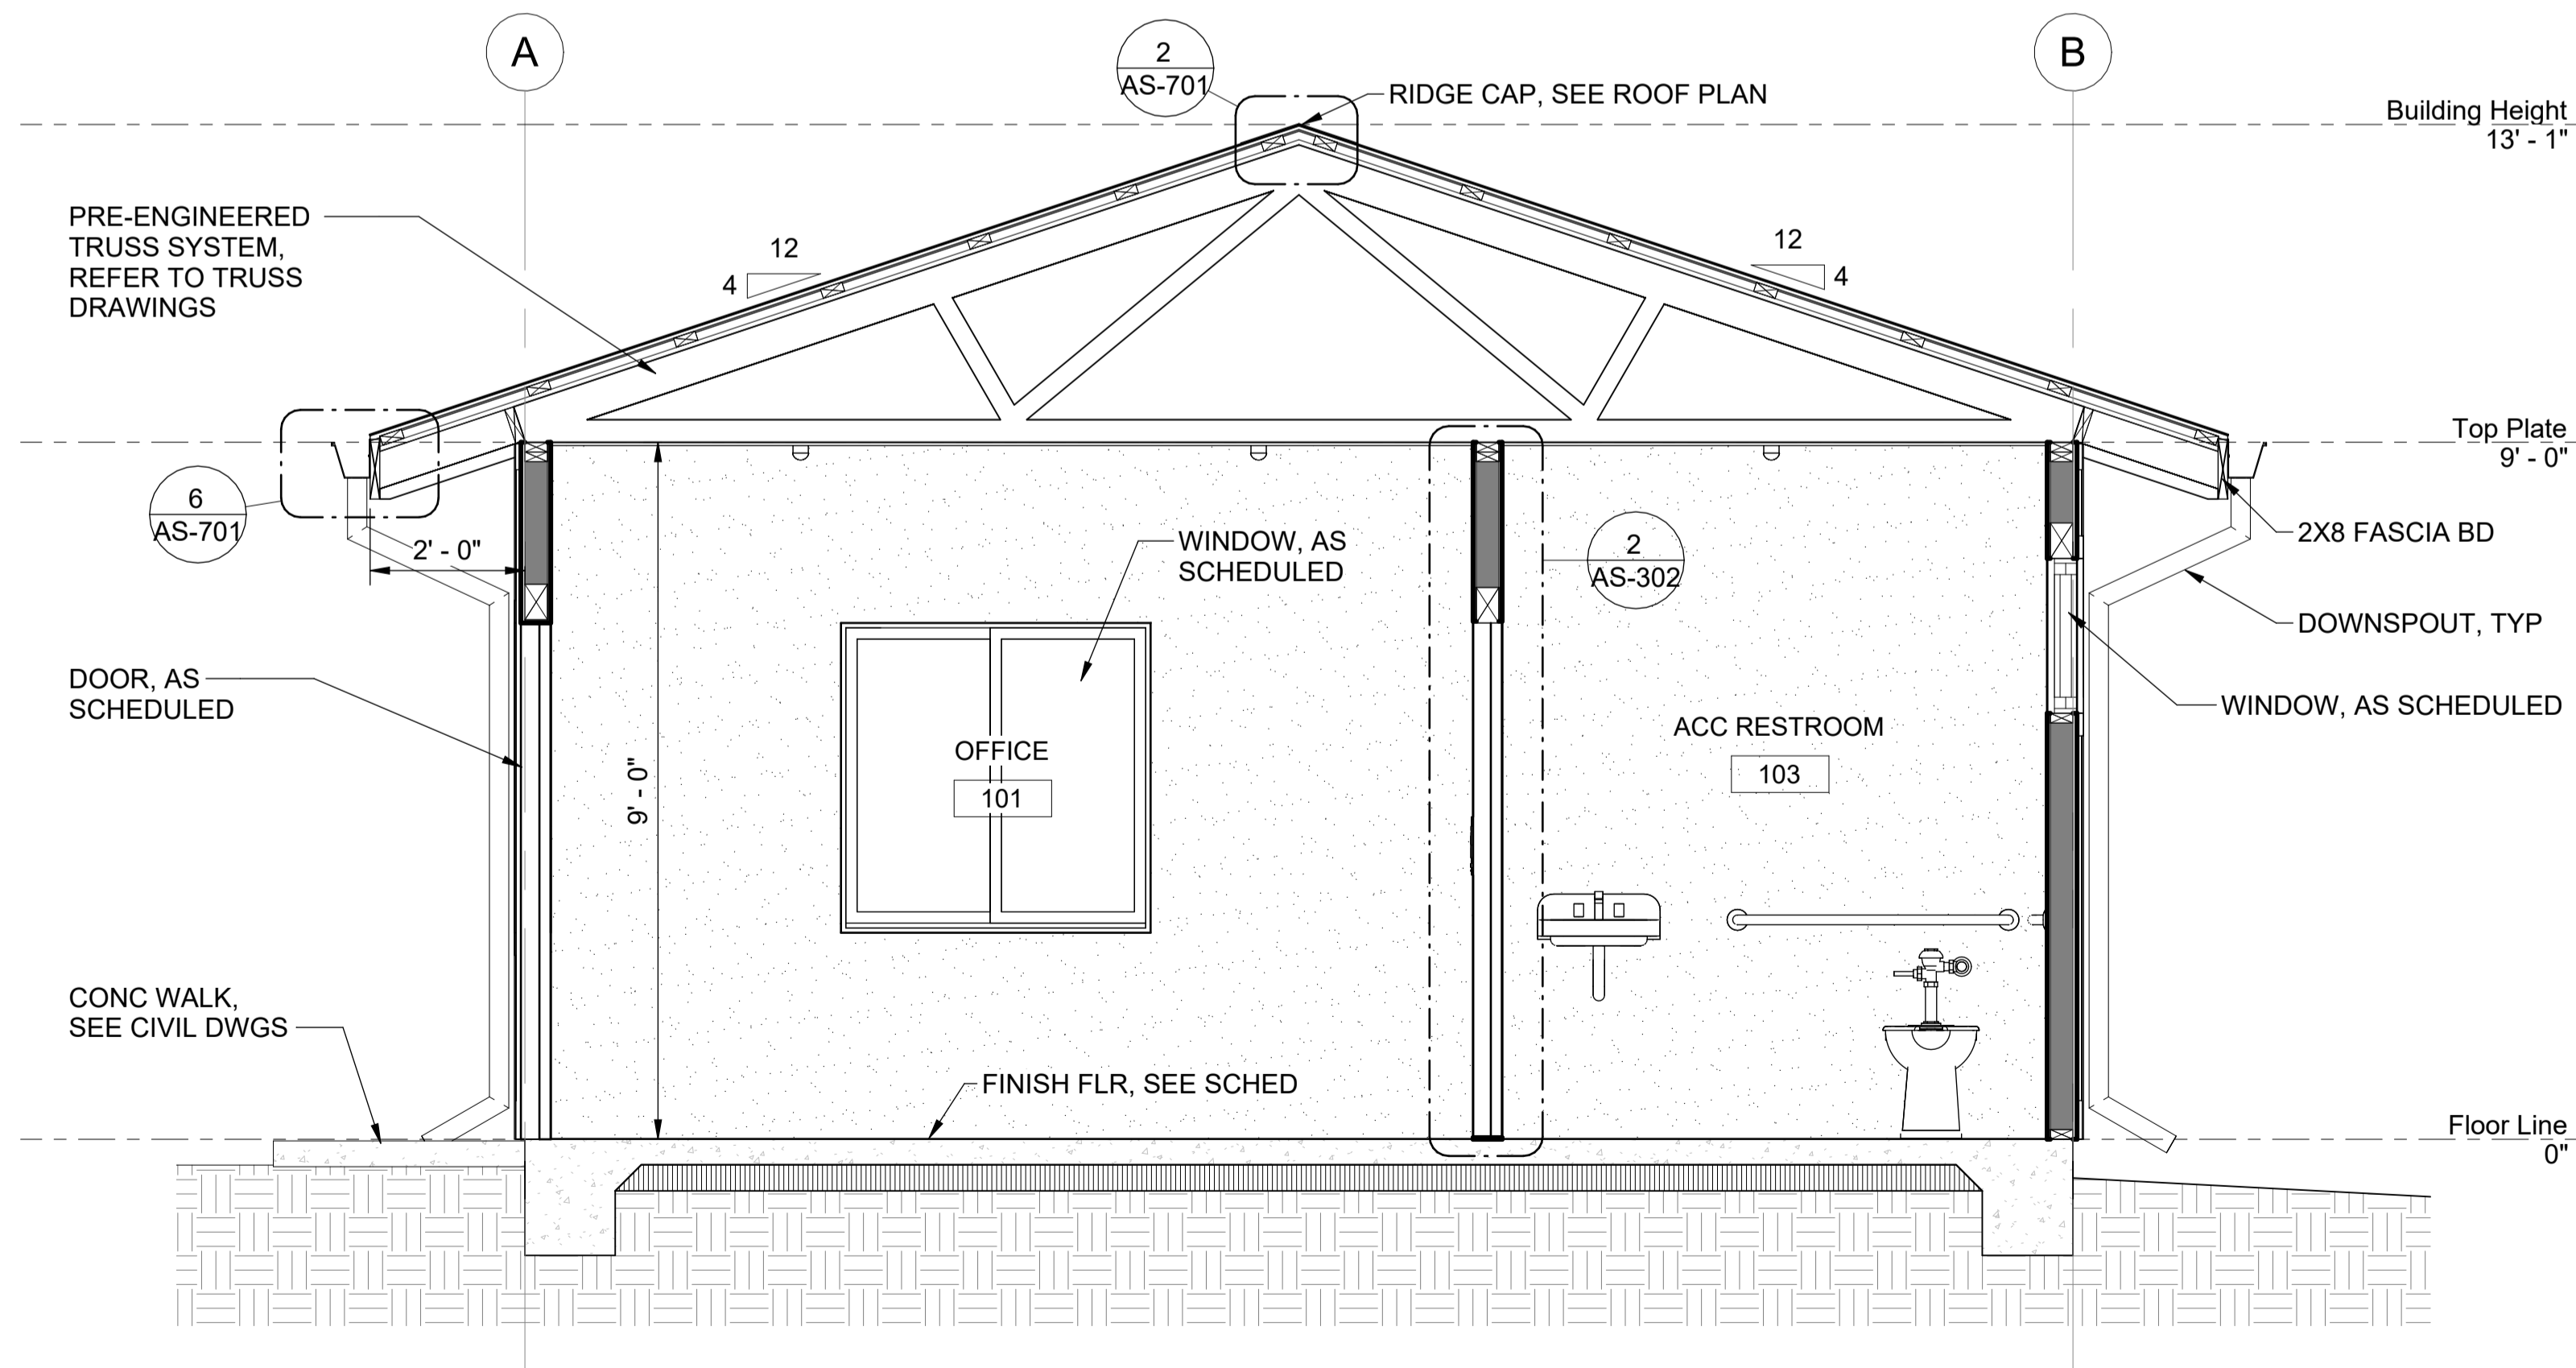 A
B
2
AS-701
RIDGE CAP, SEE ROOF PLAN
Building Height
13' - 1"
PRE-ENGINEERED
TRUSS SYSTEM,
REFER TO TRUSS
DRAWINGS
12
4
12
4
Top Plate
9' - 0"
6
AS-701
2' - 0"
WINDOW, AS
SCHEDULED
2
AS-302
2X8 FASCIA BD
DOWNSPOUT, TYP
DOOR, AS
SCHEDULED
WINDOW, AS SCHEDULED
OFFICE
101
9' - 0"
ACC RESTROOM
103
CONC WALK,
SEE CIVIL DWGS
FINISH FLR, SEE SCHED
Floor Line
0"